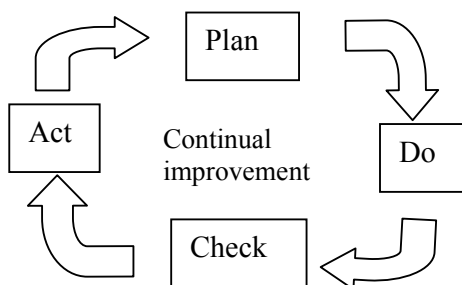 Plan
Act
Continual
improvement
Do
Check